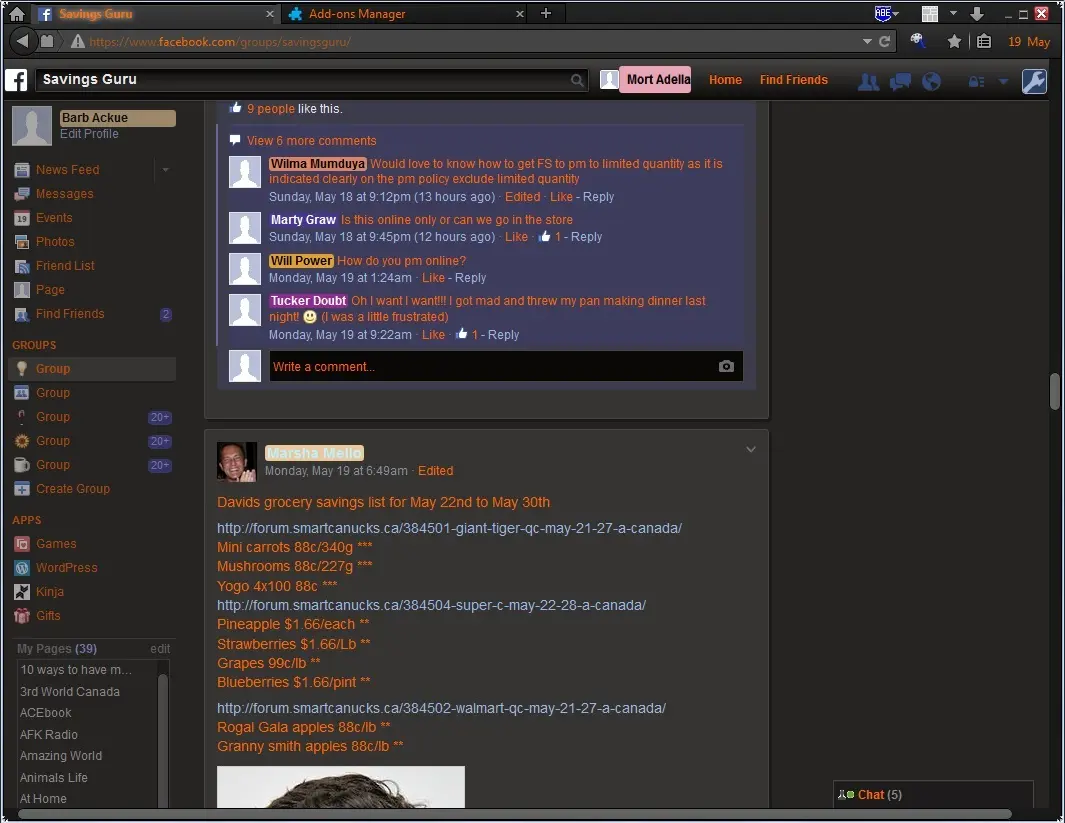 Savings Guru
Add-ons Manager
ABE
https://www.facebook.com/groups/savingsguru/
19 May
Savings Guru
Mort Adella
Home
Find Friends
Barb Ackue
Edit Profile
News Feed
Messages
19
Events
Photos
Friend List
Page
Find Friends
2
GROUPS
Group
Group
Group
20+
Group
20+
Group
20+
Create Group
APPS
Games
WordPress
Kinja
Gifts
My Pages (39)
edit
10 ways to have m...
3rd World Canada
ACEbook
AFK Radio
Amazing World
Animals Life
At Home
9 people like this.
View 6 more comments
Wilma Mumduya Would love to know how to get FS to pm to limited quantity as it is
indicated clearly on the pm policy exclude limited quantity
Sunday, May 18 at 9:12pm (13 hours ago) · Edited · Like - Reply
Marty Graw Is this online only or can we go in the store
Sunday, May 18 at 9:45pm (12 hours ago) · Like · 1 - Reply
Will Power How do you pm online?
Monday, May 19 at 1:24am · Like - Reply
Tucker Doubt Oh I want I want!!! I got mad and threw my pan making dinner last
night! 🙂 (I was a little frustrated)
Monday, May 19 at 9:22am · Like · 1 - Reply
Write a comment...
Marsha Mello
Monday, May 19 at 6:49am · Edited
Davids grocery savings list for May 22nd to May 30th
http://forum.smartcanucks.ca/384501-giant-tiger-qc-may-21-27-a-canada/
Mini carrots 88c/340g ***
Mushrooms 88c/227g ***
Yogo 4x100 88c ***
http://forum.smartcanucks.ca/384504-super-c-may-22-28-a-canada/
Pineapple $1.66/each **
Strawberries $1.66/Lb **
Grapes 99c/lb **
Blueberries $1.66/pint **
http://forum.smartcanucks.ca/384502-walmart-qc-may-21-27-a-canada/
Rogal Gala apples 88c/lb **
Granny smith apples 88c/lb **
Chat (5)